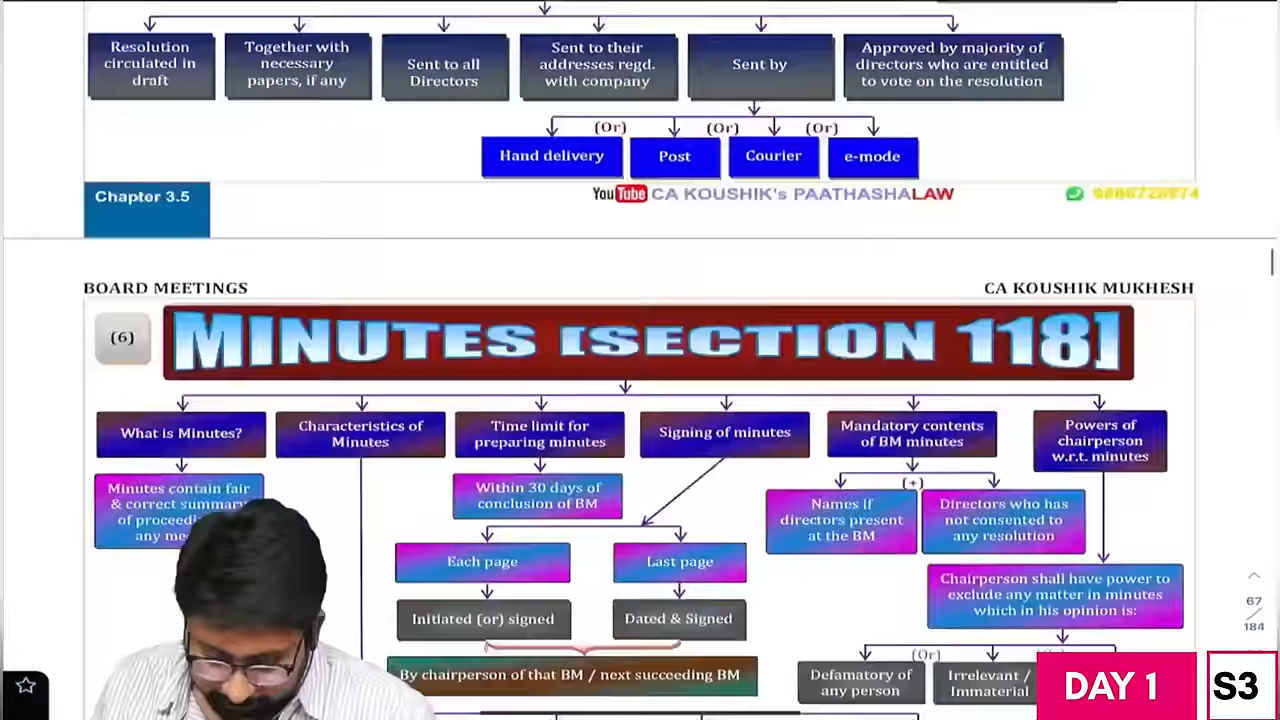 Resolution
circulated in
draft
Together with
necessary
papers, if any
Sent to all
Directors
Sent to their
addresses regd.
with company
Sent by
Approved by majority of
directors who are entitled
to vote on the resolution
(Or)
(Or)
(Or)
Hand delivery
Post
Courier
e-mode
Chapter 3.5
YouTube CA KOUSHIK's PAATHASHALAW
BOARD MEETINGS
CA KOUSHIK MUKHESH
(6)
MINUTES [SECTION 118]
What is Minutes?
Characteristics of
Minutes
Time limit for
preparing minutes
Signing of minutes
Mandatory contents
of BM minutes
Powers of
chairperson
w.r.t. minutes
Minutes contain fair
& correct summary
of
any
Within 30 days of
conclusion of BM
(+)
Names if
directors present
at the BM
Directors who has
not consented to
any resolution
Each page
Last page
Chairperson shall have power to
exclude any matter in minutes
which in his opinion is:
Initiated (or) signed
Dated & Signed
By chairperson of that BM / next succeeding BM
(Or)
Defamatory of
any person
Irrelevant /
Immaterial
67
184
DAY 1
S3